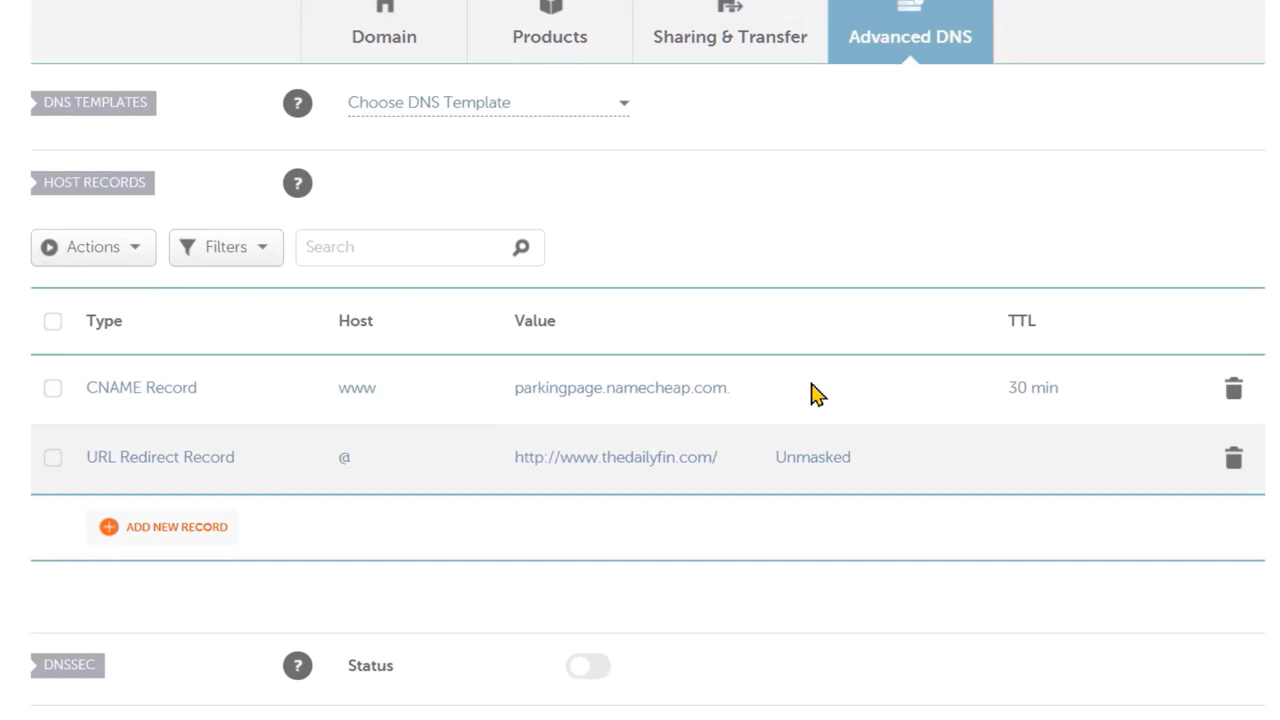 Domain Products Sharing & Transfer Advanced DNS
DNS TEMPLATES ? Choose DNS Template
HOST RECORDS ?
Actions Filters Search
Type Host Value TTL
CNAME Record www parkingpage.namecheap.com. 30 min
URL Redirect Record @ http://www.thedailyfin.com/ Unmasked
ADD NEW RECORD
DNSSEC ? Status